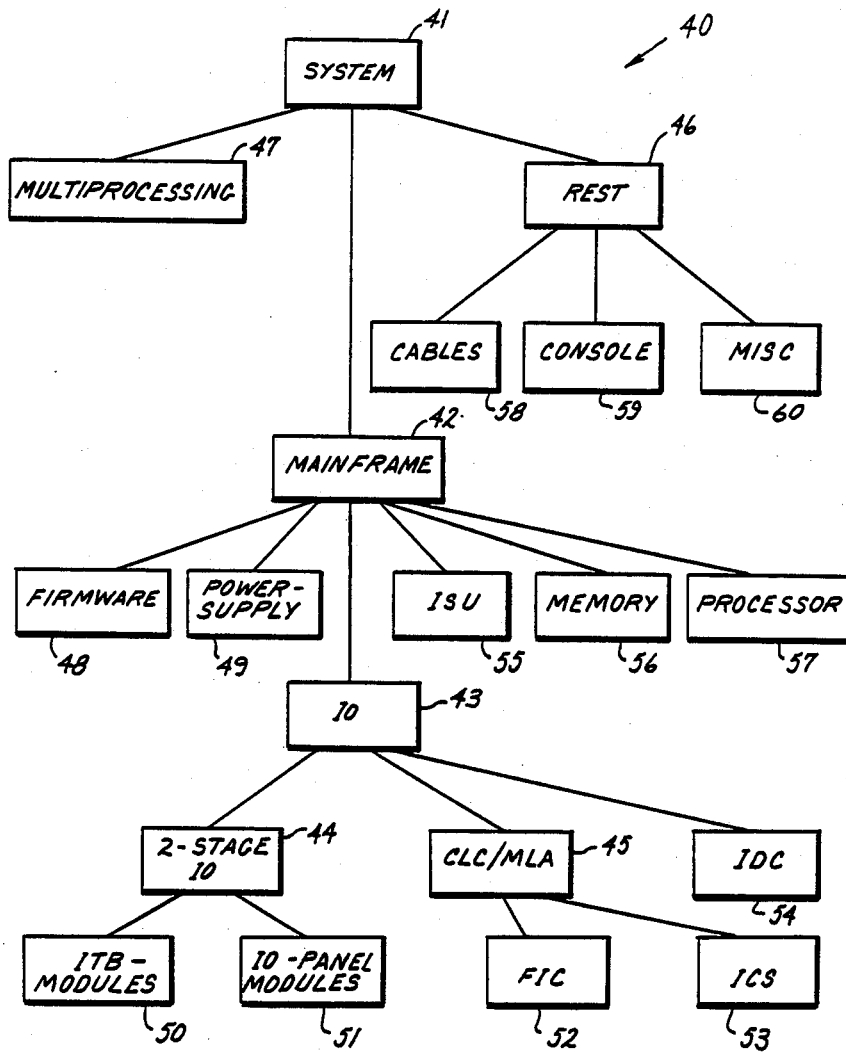 41
40
SYSTEM
47
46
MULTIPROCESSING
REST
CABLES
CONSOLE
MISC
58
59
60
42
MAINFRAME
FIRMWARE
POWER-
SUPPLY
ISU
MEMORY
PROCESSOR
48
49
55
56
57
IO
43
2-STAGE
IO
44
CLC/MLA
45
IDC
54
ITB-
MODULES
IO-PANEL
MODULES
FIC
ICS
50
51
52
53